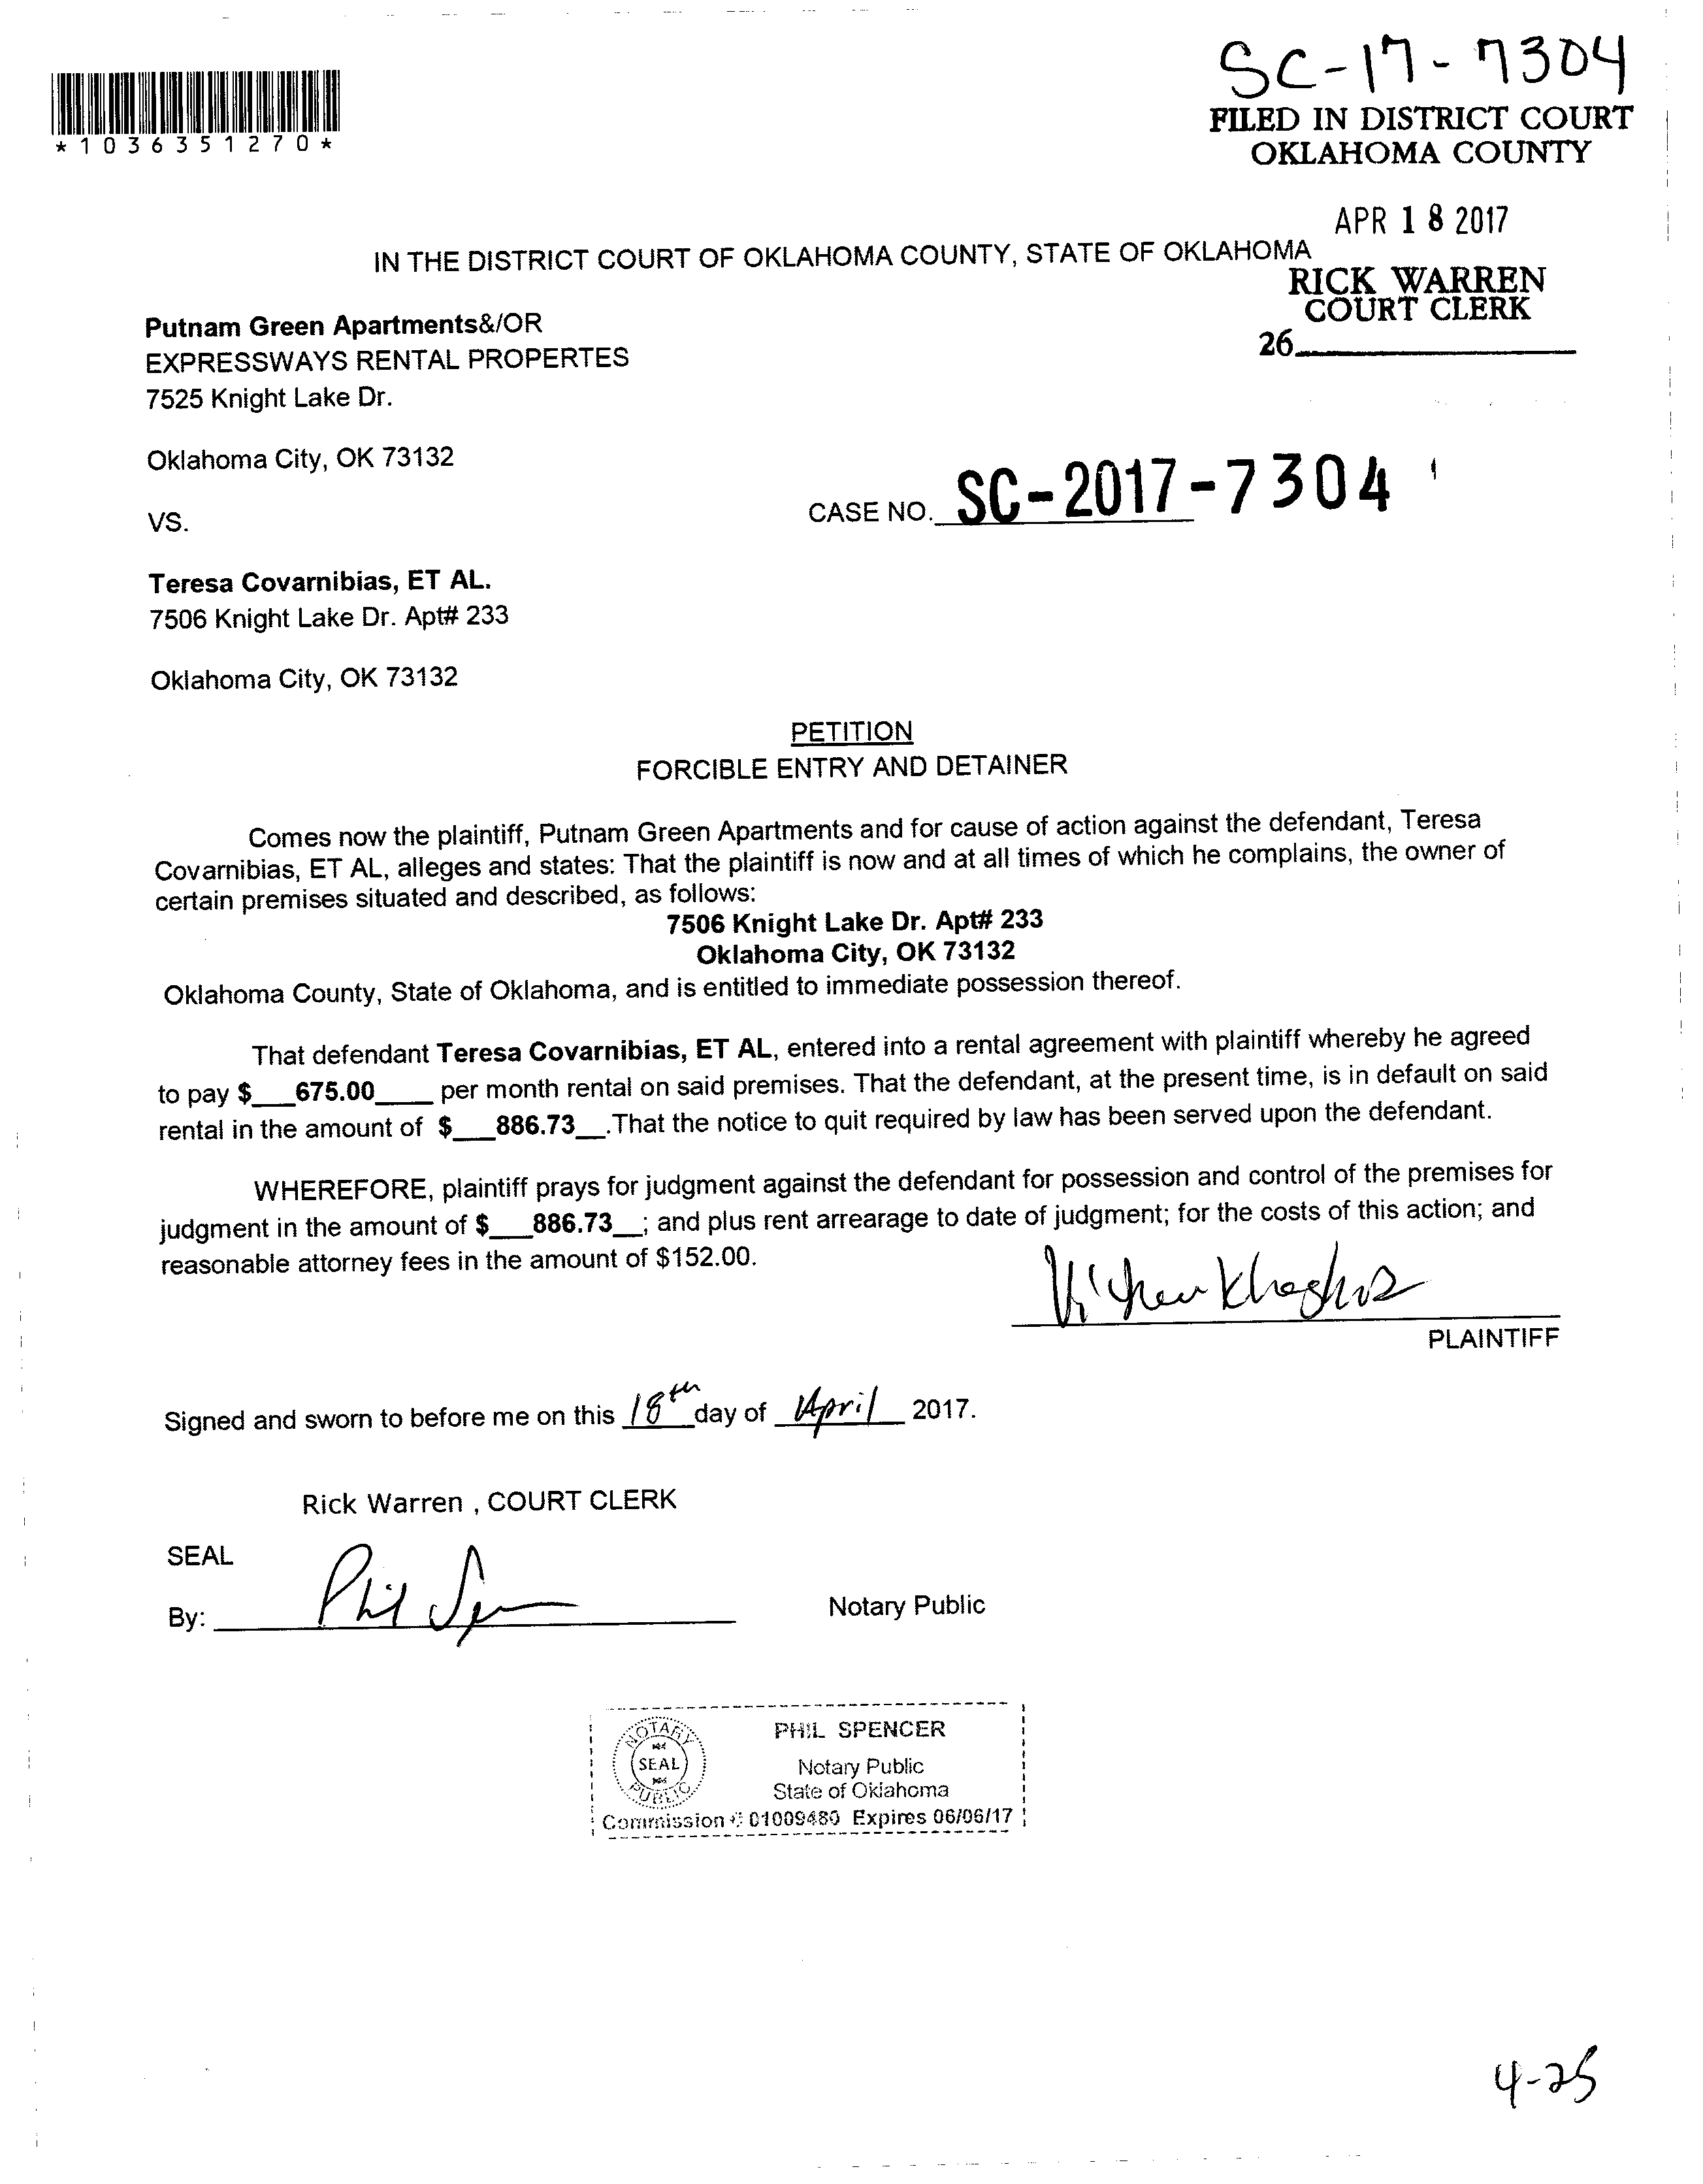 SC-17-7304
FILED IN DISTRICT COURT
OKLAHOMA COUNTY
*1036351270*
APR 18 2017
IN THE DISTRICT COURT OF OKLAHOMA COUNTY, STATE OF OKLAHOMA
RICK WARREN
COURT CLERK
26
Putnam Green Apartments&/OR
EXPRESSWAYS RENTAL PROPERTES
7525 Knight Lake Dr.
Oklahoma City, OK 73132
VS.
CASE NO. SC-2017-7304
Teresa Covarnibias, ET AL.
7506 Knight Lake Dr. Apt# 233
Oklahoma City, OK 73132
PETITION
FORCIBLE ENTRY AND DETAINER
Comes now the plaintiff, Putnam Green Apartments and for cause of action against the defendant, Teresa
Covarnibias, ET AL, alleges and states: That the plaintiff is now and at all times of which he complains, the owner of
certain premises situated and described, as follows:
7506 Knight Lake Dr. Apt# 233
Oklahoma City, OK 73132
Oklahoma County, State of Oklahoma, and is entitled to immediate possession thereof.
That defendant Teresa Covarnibias, ET AL, entered into a rental agreement with plaintiff whereby he agreed
to pay $___675.00____ per month rental on said premises. That the defendant, at the present time, is in default on said
rental in the amount of $___886.73__.That the notice to quit required by law has been served upon the defendant.
WHEREFORE, plaintiff prays for judgment against the defendant for possession and control of the premises for
judgment in the amount of $___886.73__; and plus rent arrearage to date of judgment; for the costs of this action; and
reasonable attorney fees in the amount of $152.00.
PLAINTIFF
Signed and sworn to before me on this 18th day of April 2017.
Rick Warren , COURT CLERK
SEAL
By: Phil Notary Public
NOTARY PUBLIC
SEAL
PHIL SPENCER
Notary Public
State of Oklahoma
Commission # 01009480 Expires 06/06/17
4-25